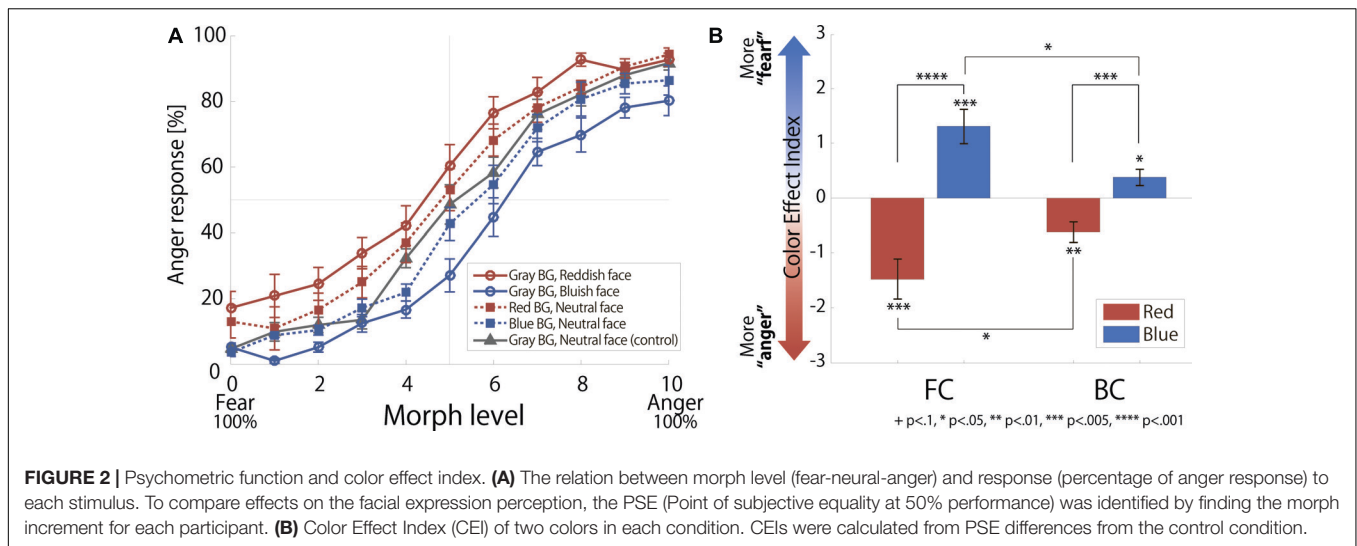 A
Anger response [%]
100
80
60
40
20
0
0 2 4 6 8 10
Fear
100%
Morph level
Anger
100%
Gray BG, Reddish face
Gray BG, Bluish face
Red BG, Neutral face
Blue BG, Neutral face
Gray BG, Neutral face (control)
B
More
“fearf”
Color Effect Index
More
“anger”
3
2
1
0
-1
-2
-3
*
**** ***
*** *
**
***
*
Red
Blue
FC BC
+ p<.1, * p<.05, ** p<.01, *** p<.005, **** p<.001
FIGURE 2 | Psychometric function and color effect index. (A) The relation between morph level (fear-neural-anger) and response (percentage of anger response) to
each stimulus. To compare effects on the facial expression perception, the PSE (Point of subjective equality at 50% performance) was identified by finding the morph
increment for each participant. (B) Color Effect Index (CEI) of two colors in each condition. CEIs were calculated from PSE differences from the control condition.